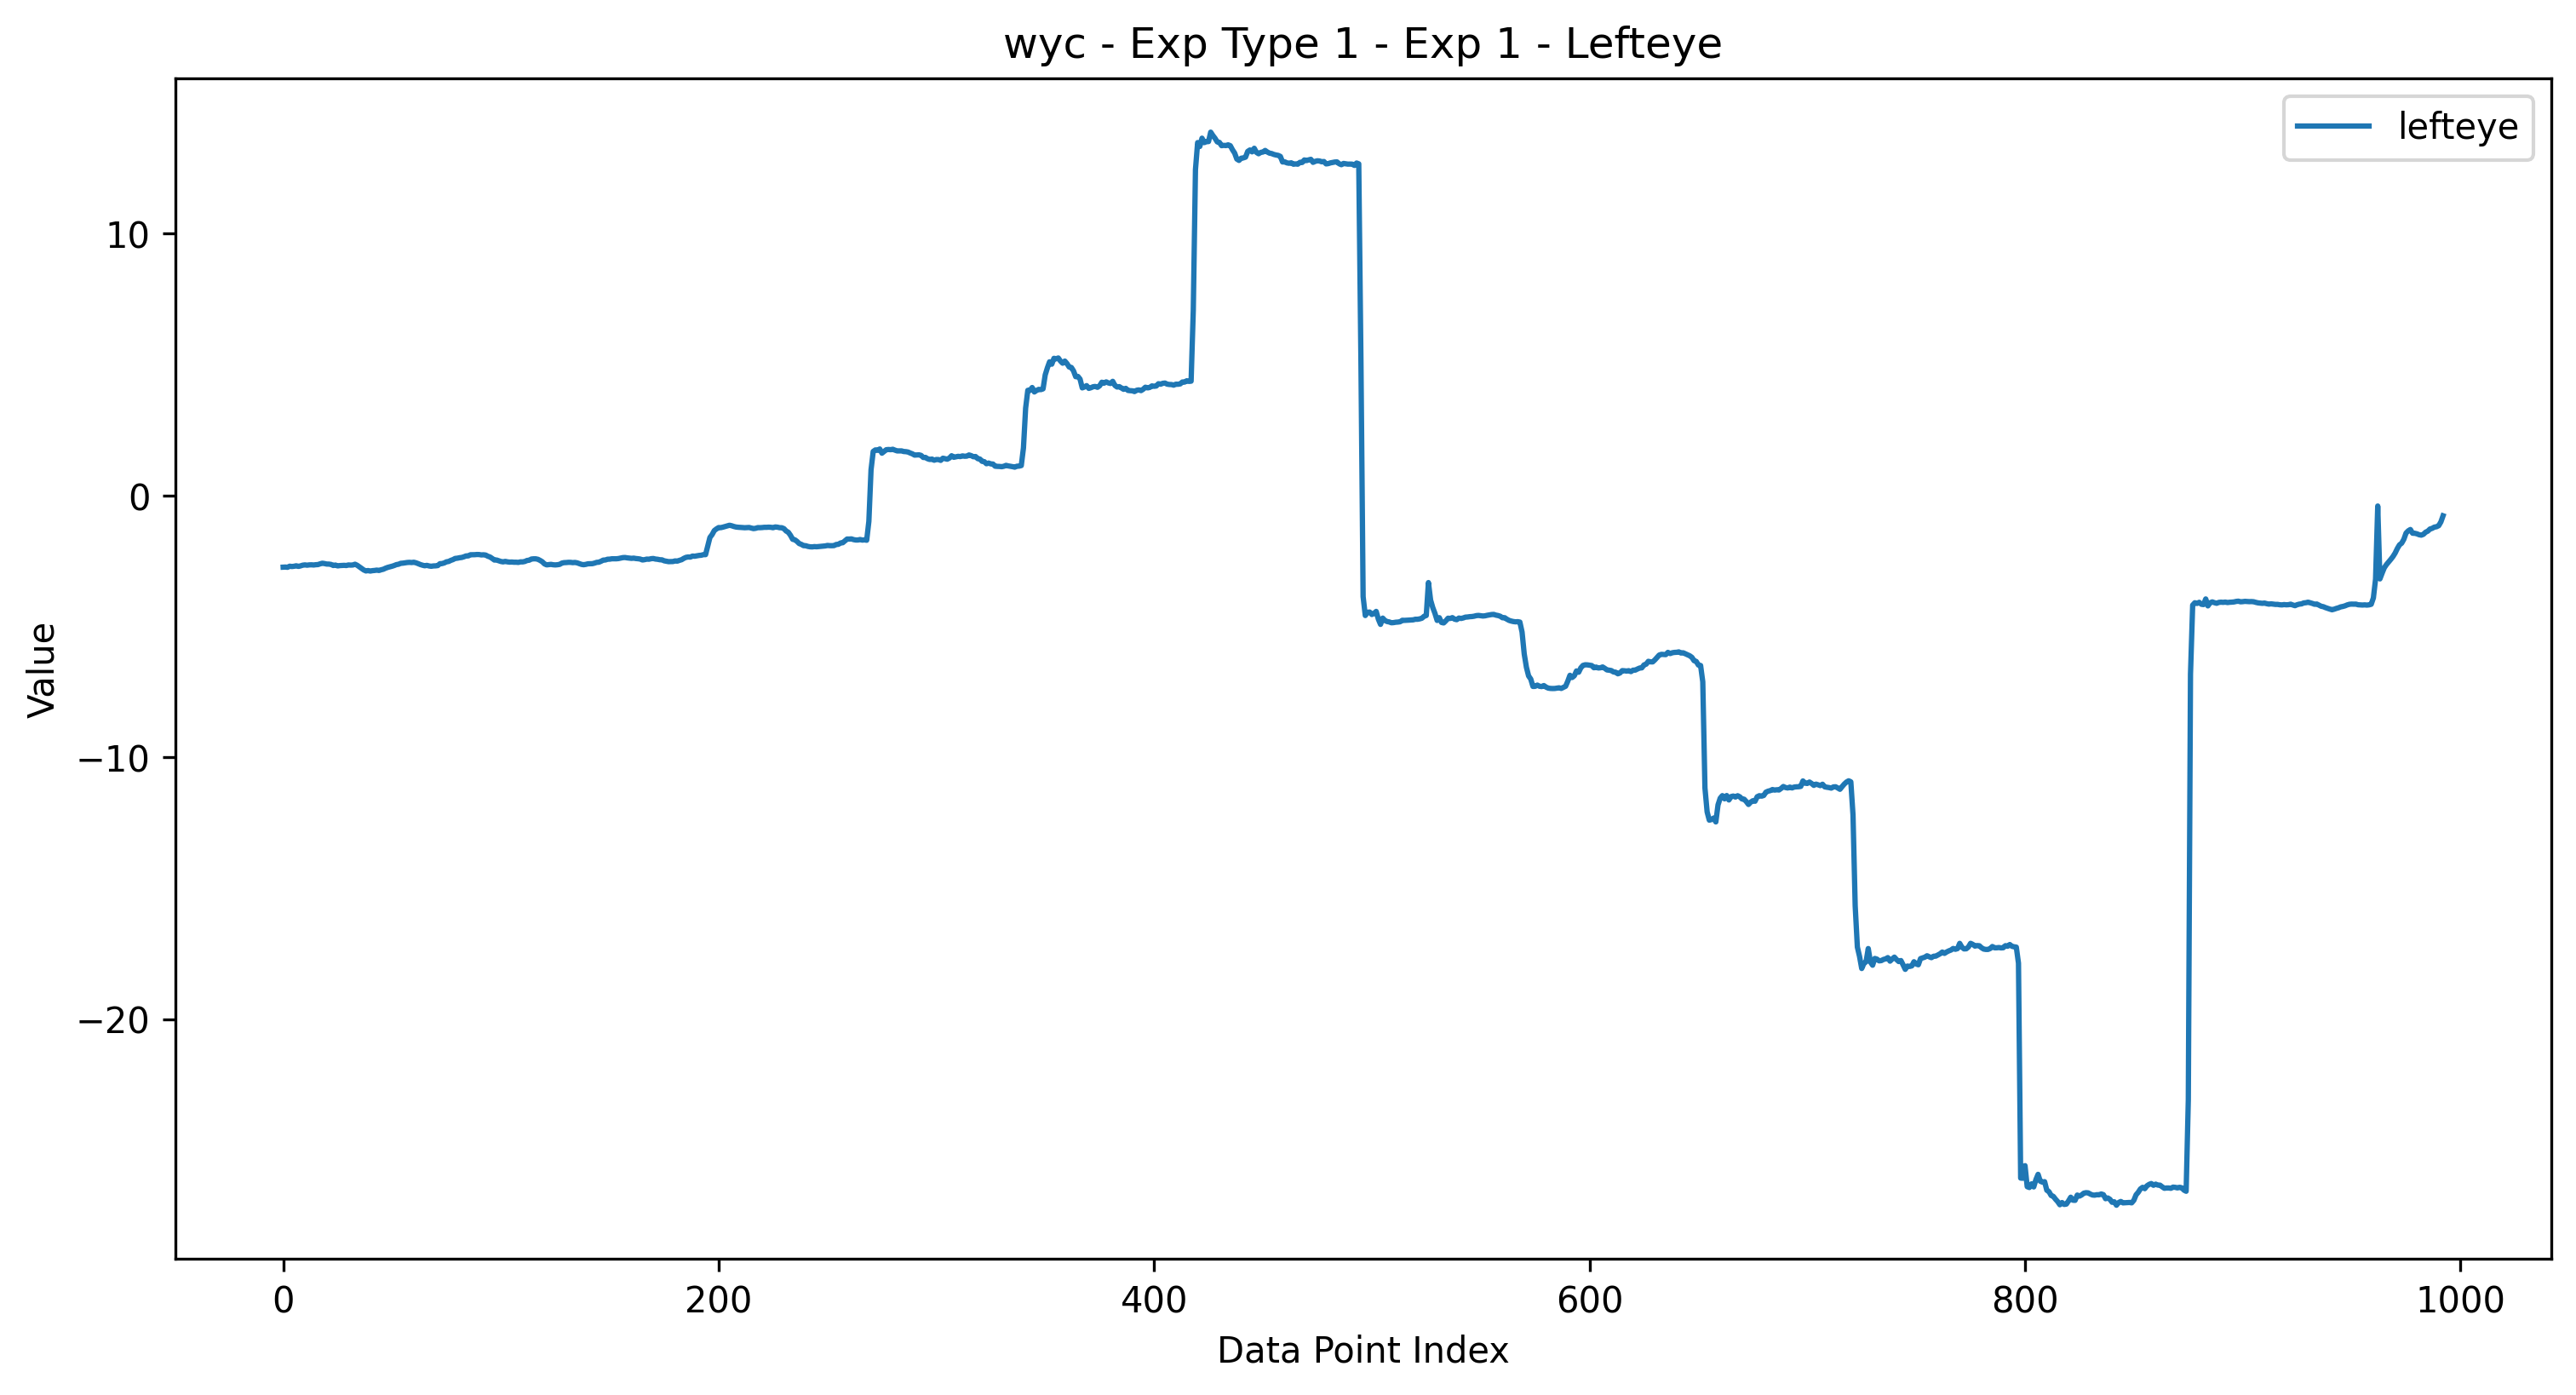 wyc - Exp Type 1 - Exp 1 - Lefteye
lefteye
10
0
−10
−20
Value
0 200 400 600 800 1000
Data Point Index